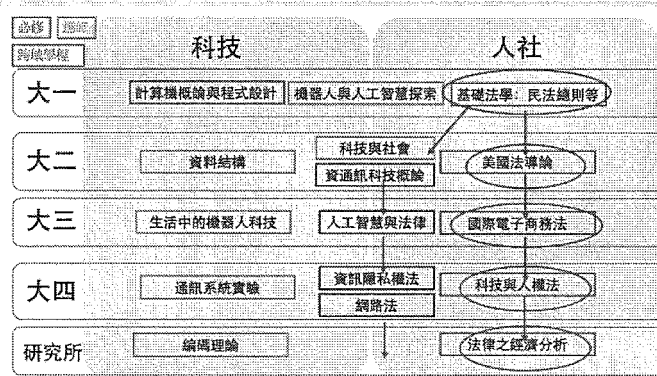 必修 選修
跨域學程
科技 人社
大一 計算機概論與程式設計 機器人與人工智慧探索 基礎法學：民法總則等
科技與社會
大二 資料結構 資通訊科技概論 美國法導論
大三 生活中的機器人科技 人工智慧與法律 國際電子商務法
大四 通訊系統實驗 資訊隱私權法 科技與人權法
網路法
研究所 編碼理論 法律之經濟分析